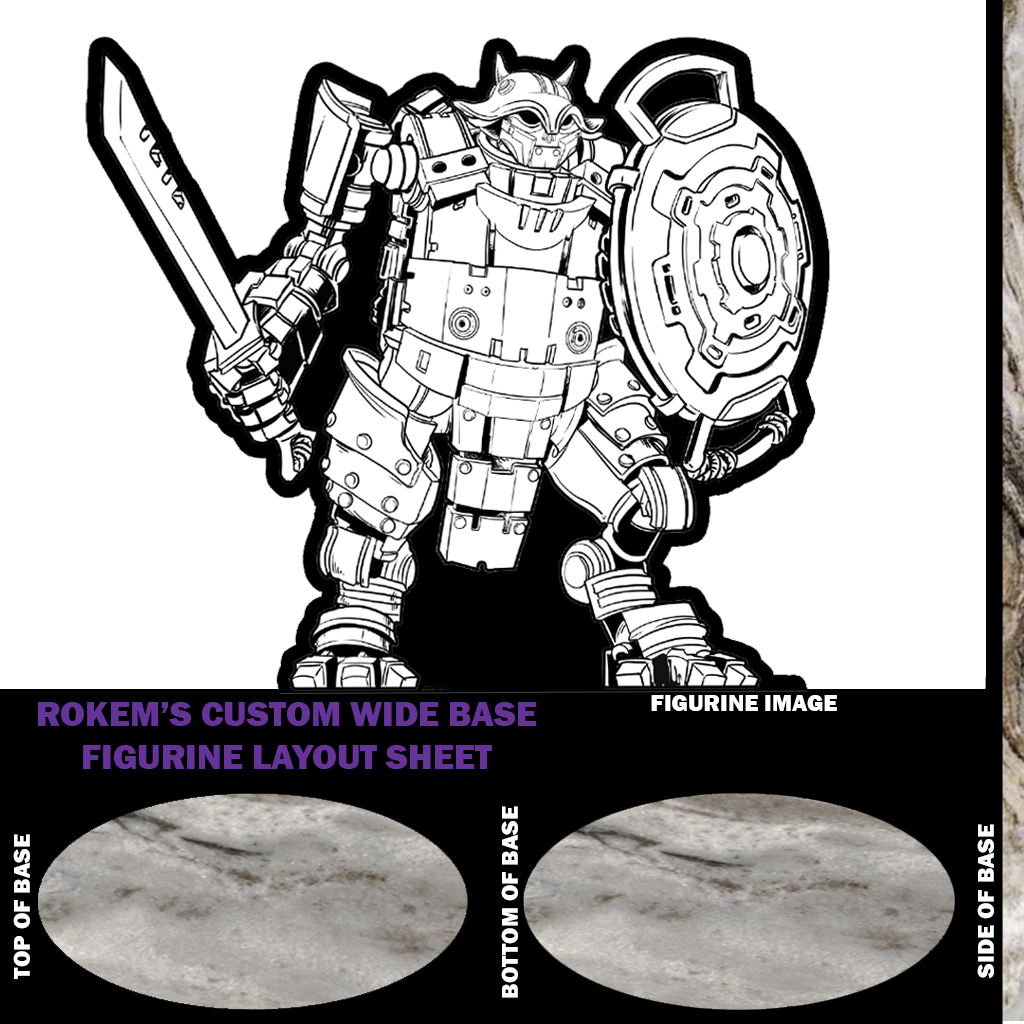 ROKEM'S CUSTOM WIDE BASE
FIGURINE LAYOUT SHEET
FIGURINE IMAGE
TOP OF BASE
BOTTOM OF BASE
SIDE OF BASE